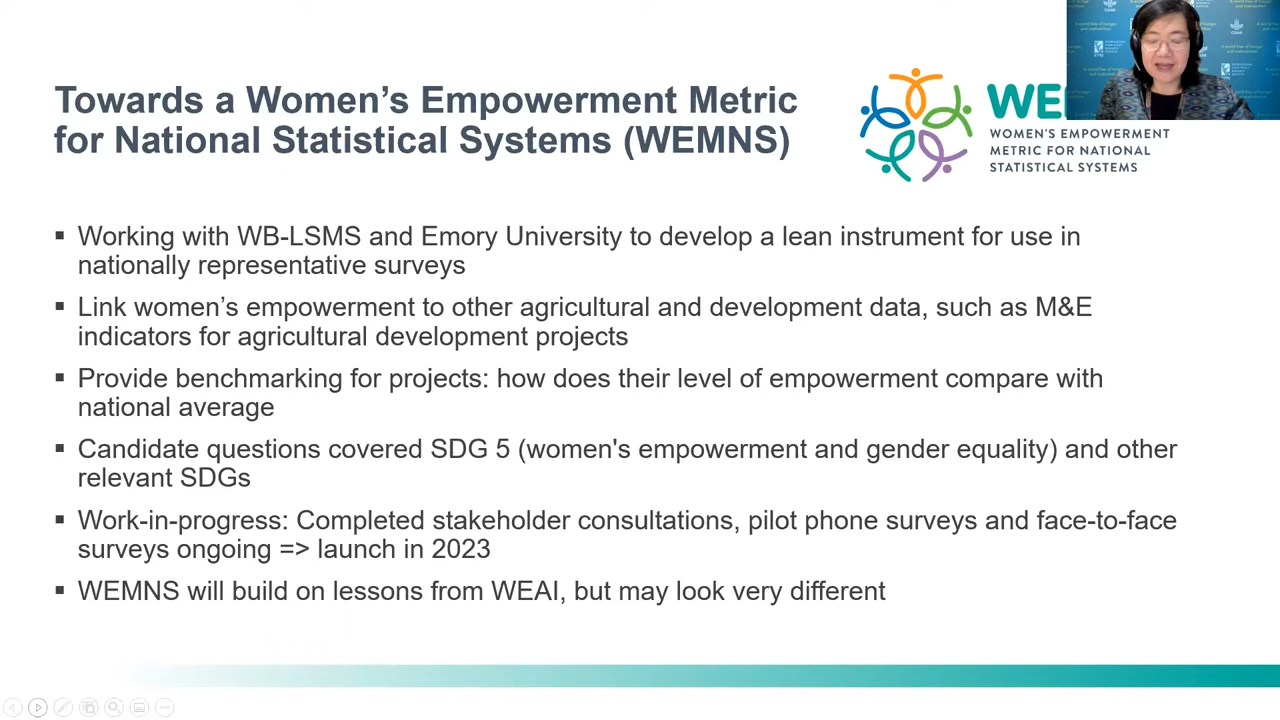 Towards a Women's Empowerment Metric
for National Statistical Systems (WEMNS)
WE
WOMEN'S EMPOWERMENT
METRIC FOR NATIONAL
STATISTICAL SYSTEMS
▪ Working with WB-LSMS and Emory University to develop a lean instrument for use in
nationally representative surveys
▪ Link women's empowerment to other agricultural and development data, such as M&E
indicators for agricultural development projects
▪ Provide benchmarking for projects: how does their level of empowerment compare with
national average
▪ Candidate questions covered SDG 5 (women's empowerment and gender equality) and other
relevant SDGs
▪ Work-in-progress: Completed stakeholder consultations, pilot phone surveys and face-to-face
surveys ongoing => launch in 2023
▪ WEMNS will build on lessons from WEAI, but may look very different